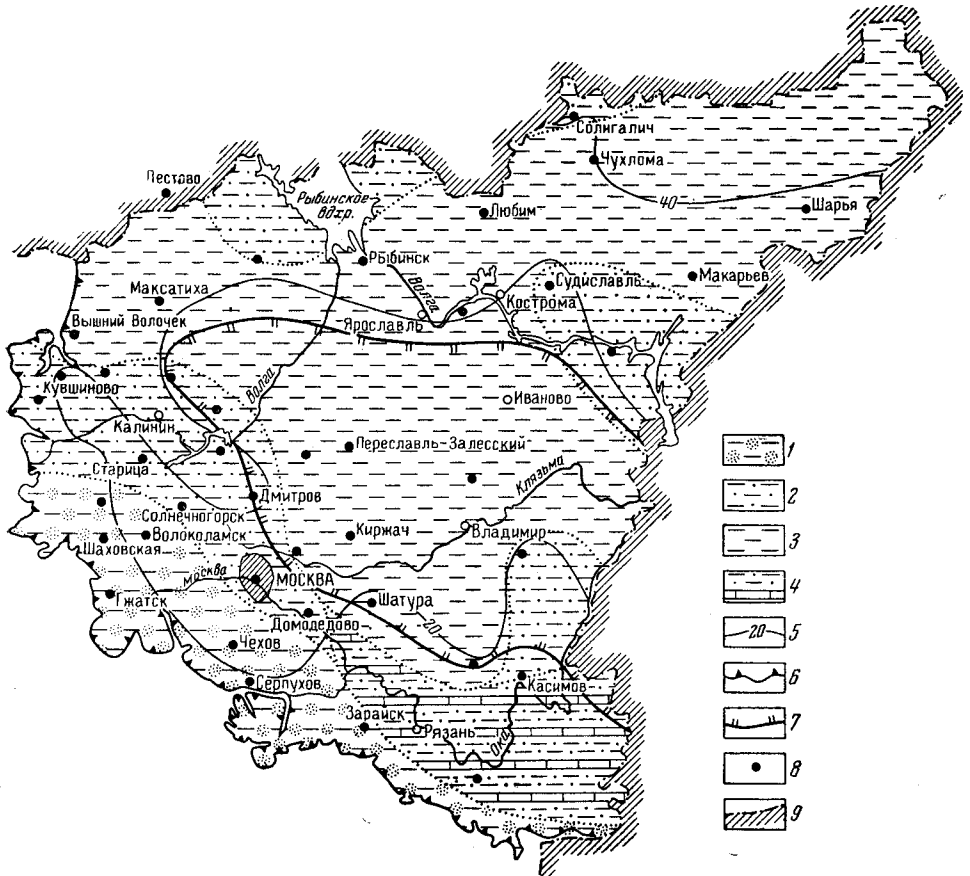 Солигалич
Чухлома
Пестово
Рыбинское
вдхр.
40
Шарья
Любим
Рыбинск
Волга
Судиславль
Макарьев
Максатиха
Кострома
Вышний Волочек
Ярославль
Кувшиново
Волга
Иваново
Калинин
Переславль-Залесский
Старица
Клязьма
Дмитров
Солнечногорск
Киржач
Владимир
Волоколамск
Шаховская
Москва
МОСКВА
Гжатск
Шатура
Домодедово
20
Чехов
Серпухов
Касимов
Зарайск
Рязань
Ока
1
2
3
4
20 5
6
7
8
9